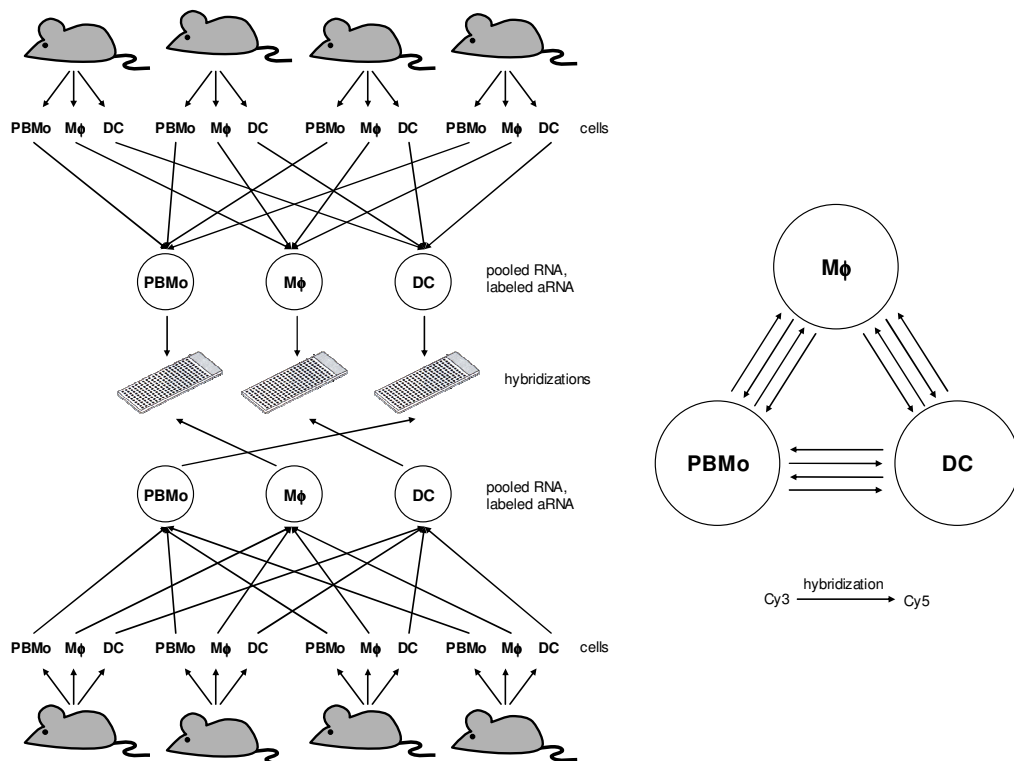 PBMo Mϕ DC PBMo Mϕ DC PBMo Mϕ DC PBMo Mϕ DC cells
PBMo Mϕ DC
pooled RNA,
labeled aRNA
hybridizations
PBMo Mϕ DC
pooled RNA,
labeled aRNA
PBMo Mϕ DC PBMo Mϕ DC PBMo Mϕ DC PBMo Mϕ DC cells
Mϕ
PBMo DC
hybridization
Cy3 Cy5